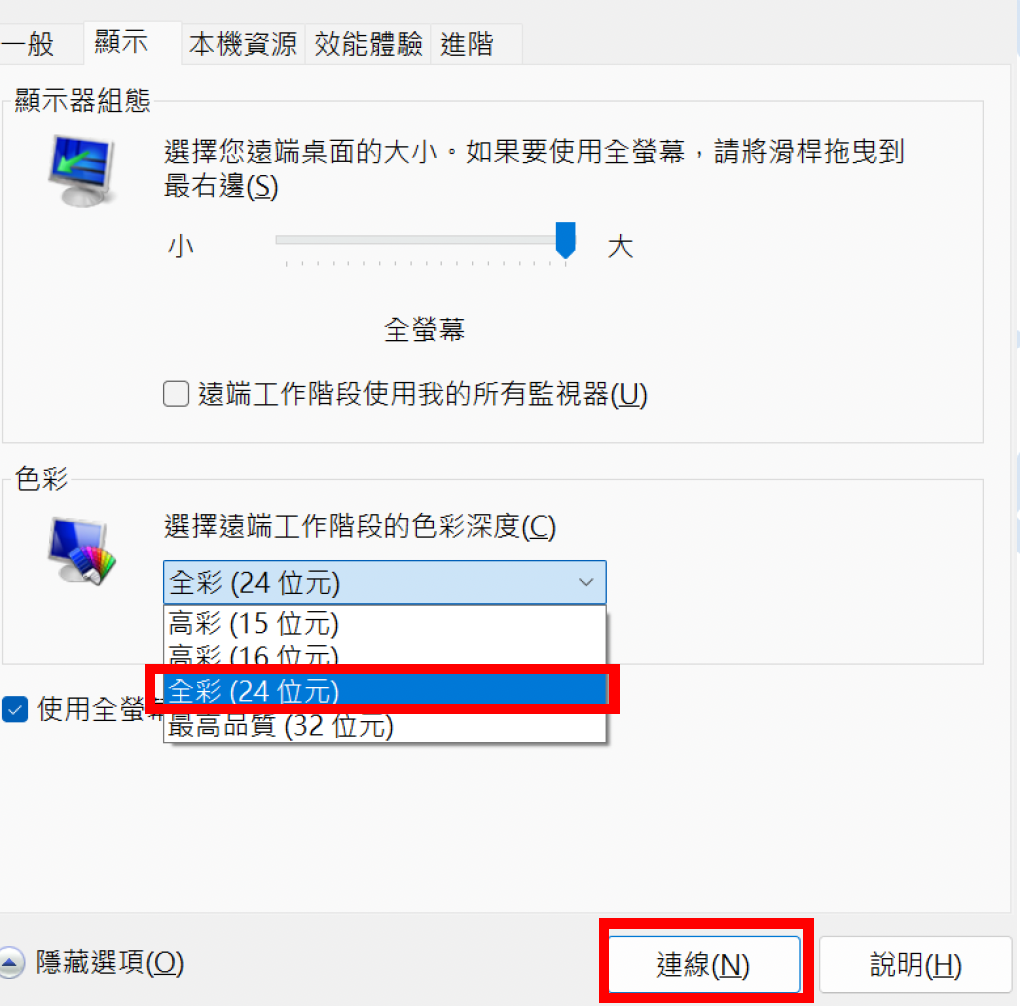 一般 顯示 本機資源 效能體驗 進階
顯示器組態
選擇您遠端桌面的大小。如果要使用全螢幕，請將滑桿拖曳到
最右邊(S)
小 大
全螢幕
遠端工作階段使用我的所有監視器(U)
色彩
選擇遠端工作階段的色彩深度(C)
全彩 (24 位元)
高彩 (15 位元)
高彩 (16 位元)
全彩 (24 位元)
使用全螢
最高品質 (32 位元)
隱藏選項(O) 連線(N) 說明(H)